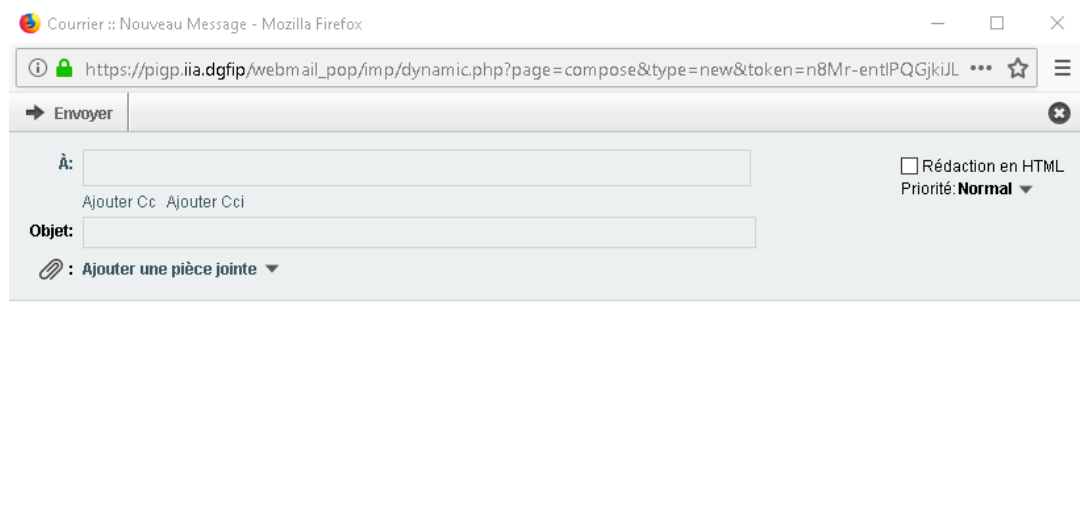 Courrier :: Nouveau Message - Mozilla Firefox
https://pigp.iia.dgfip/webmail_pop/imp/dynamic.php?page=compose&type=new&token=n8Mr-entlPQGjkiJL
Envoyer
À:
Rédaction en HTML
Priorité: Normal
Ajouter Cc Ajouter Cci
Objet:
: Ajouter une pièce jointe